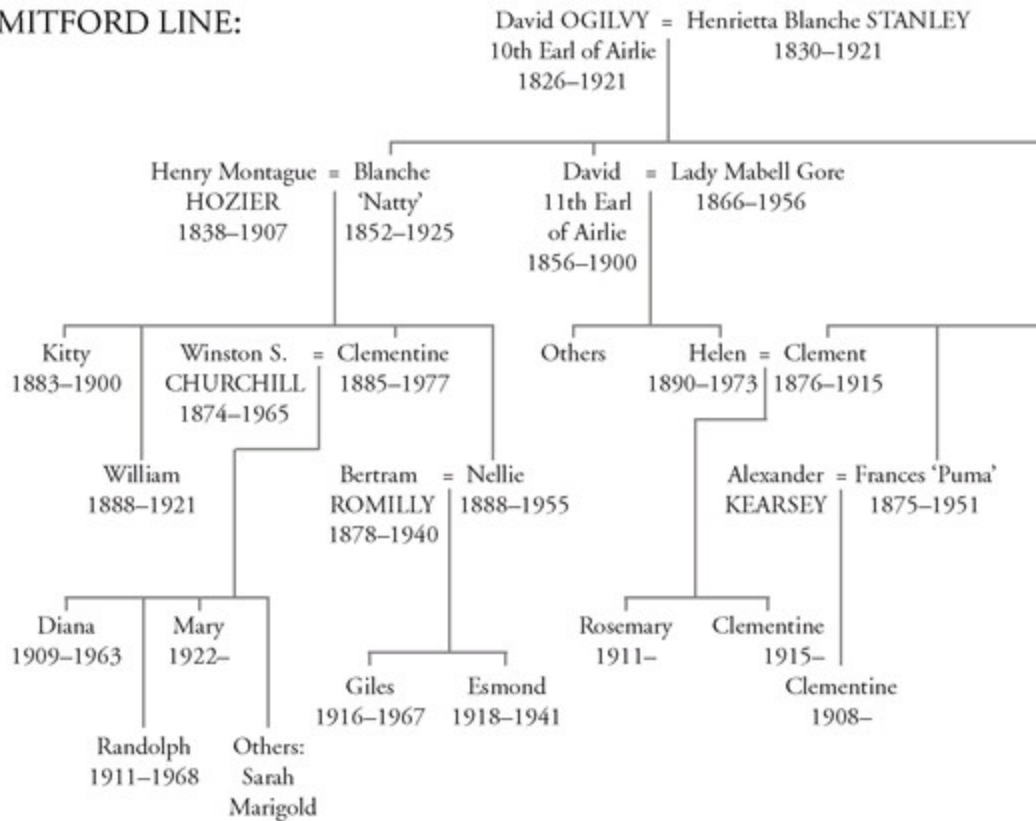 MITFORD LINE:
David OGILVY = Henrietta Blanche STANLEY
10th Earl of Airlie 1830–1921
1826–1921
Henry Montague = Blanche
HOZIER 'Natty'
1838–1907 1852–1925
David = Lady Mabell Gore
11th Earl 1866–1956
of Airlie
1856–1900
Kitty
1883–1900
Winston S. = Clementine
CHURCHILL 1885–1977
1874–1965
Others
Helen = Clement
1890–1973 1876–1915
William
1888–1921
Bertram = Nellie
ROMILLY 1888–1955
1878–1940
Alexander = Frances 'Puma'
KEARSEY 1875–1951
Diana
1909–1963
Mary
1922–
Rosemary
1911–
Clementine
1915–
Giles
1916–1967
Esmond
1918–1941
Clementine
1908–
Randolph
1911–1968
Others:
Sarah
Marigold